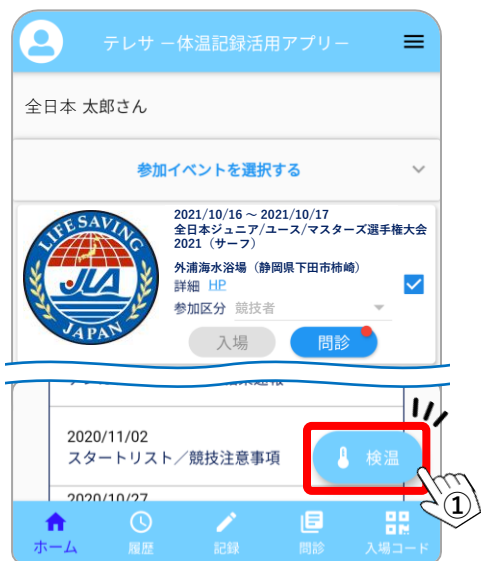 テレサ －体温記録活用アプリ－
全日本 太郎さん
参加イベントを選択する
LIFE SAVING
JLA
JAPAN
2021/10/16 ～ 2021/10/17
全日本ジュニア/ユース/マスターズ選手権大会
2021（サーフ）
外浦海水浴場（静岡県下田市柿崎）
詳細 HP
参加区分 競技者
入場 問診
2020/11/02
スタートリスト／競技注意事項
検温
①
2020/10/27
ホーム 履歴 記録 問診 入場コード